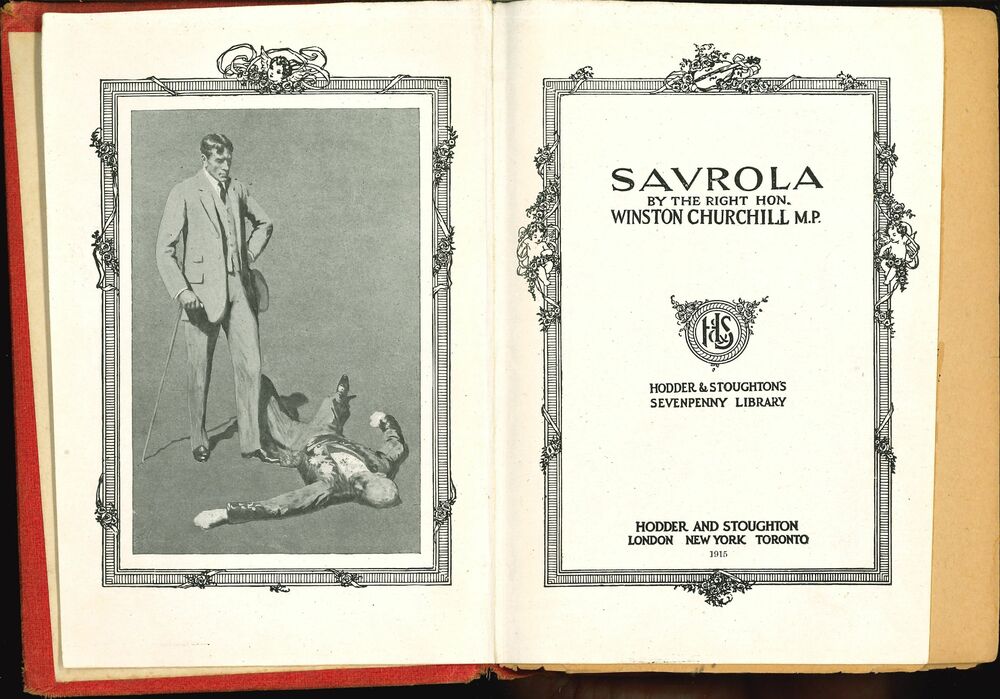 SAVROLA
BY THE RIGHT HON.
WINSTON CHURCHILL M.P.
H&S
HODDER & STOUGHTON'S
SEVENPENNY LIBRARY
HODDER AND STOUGHTON
LONDON NEW YORK TORONTO
1915